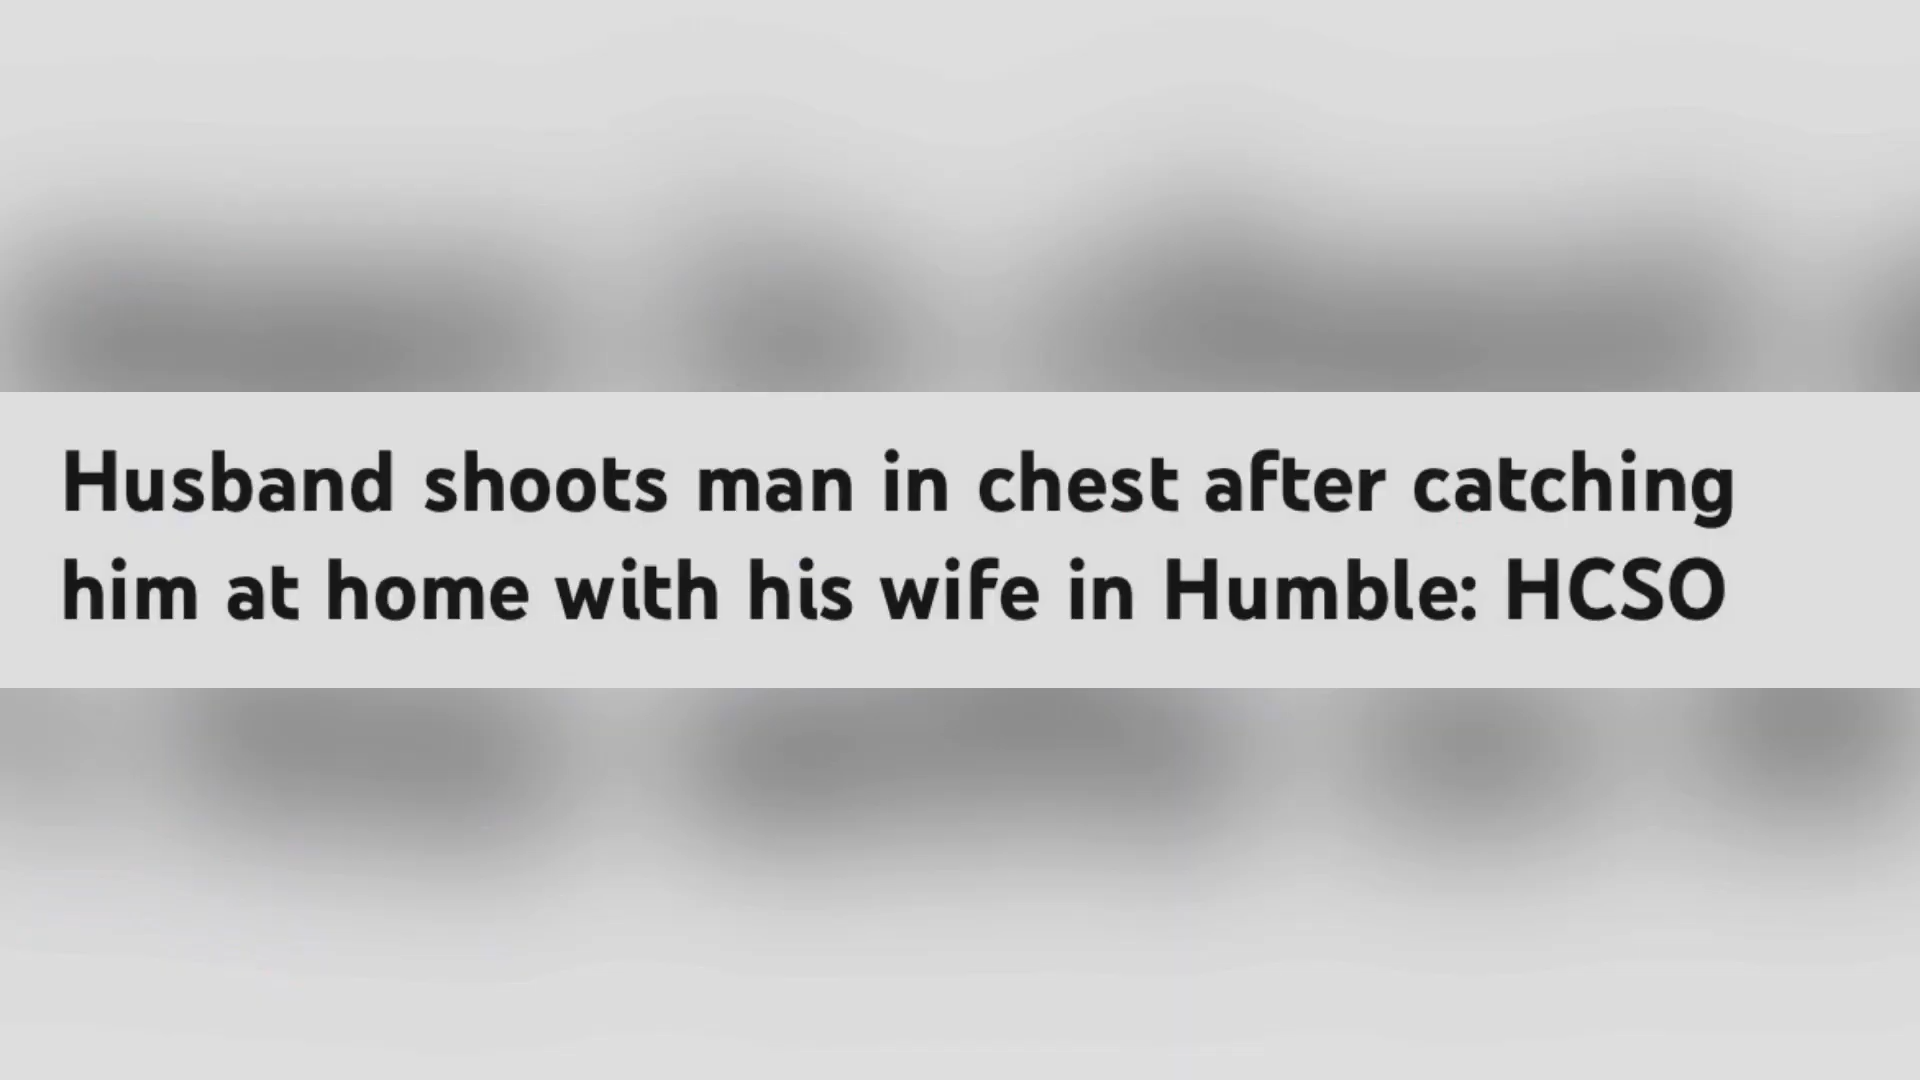 Husband shoots man in chest after catching
him at home with his wife in Humble: HCSO